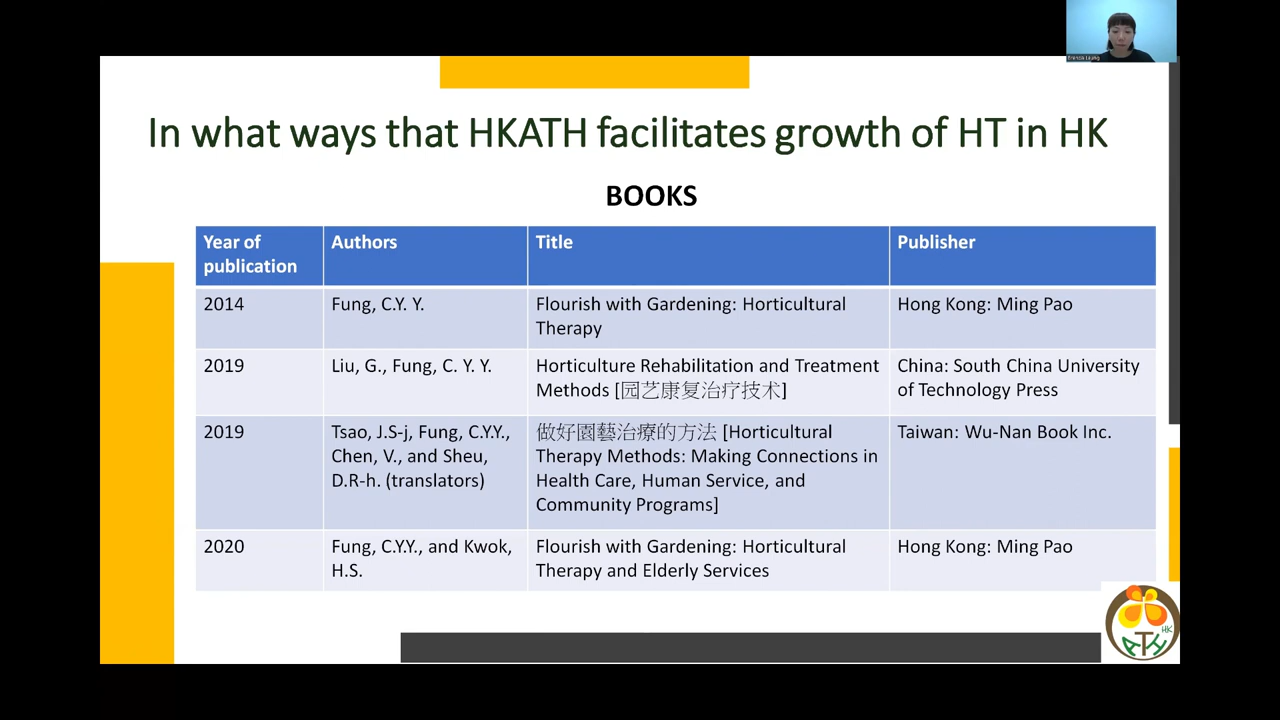 Frenda Leung
In what ways that HKATH facilitates growth of HT in HK
BOOKS
Year of publication
Authors
Title
Publisher
2014
Fung, C.Y. Y.
Flourish with Gardening: Horticultural
Therapy
Hong Kong: Ming Pao
2019
Liu, G., Fung, C. Y. Y.
Horticulture Rehabilitation and Treatment
Methods [园艺康复治疗技术]
China: South China University
of Technology Press
2019
Tsao, J.S-j, Fung, C.Y.Y.,
Chen, V., and Sheu,
D.R-h. (translators)
做好園藝治療的方法 [Horticultural
Therapy Methods: Making Connections in
Health Care, Human Service, and
Community Programs]
Taiwan: Wu-Nan Book Inc.
2020
Fung, C.Y.Y., and Kwok,
H.S.
Flourish with Gardening: Horticultural
Therapy and Elderly Services
Hong Kong: Ming Pao
HK
ATH